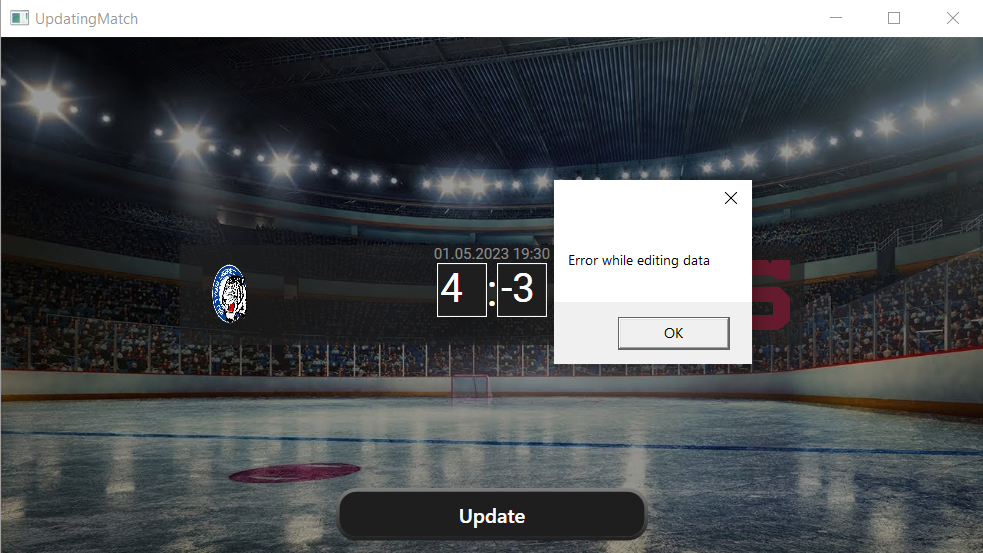 UpdatingMatch
01.05.2023 19:30
4 : -3
Error while editing data
OK
Update